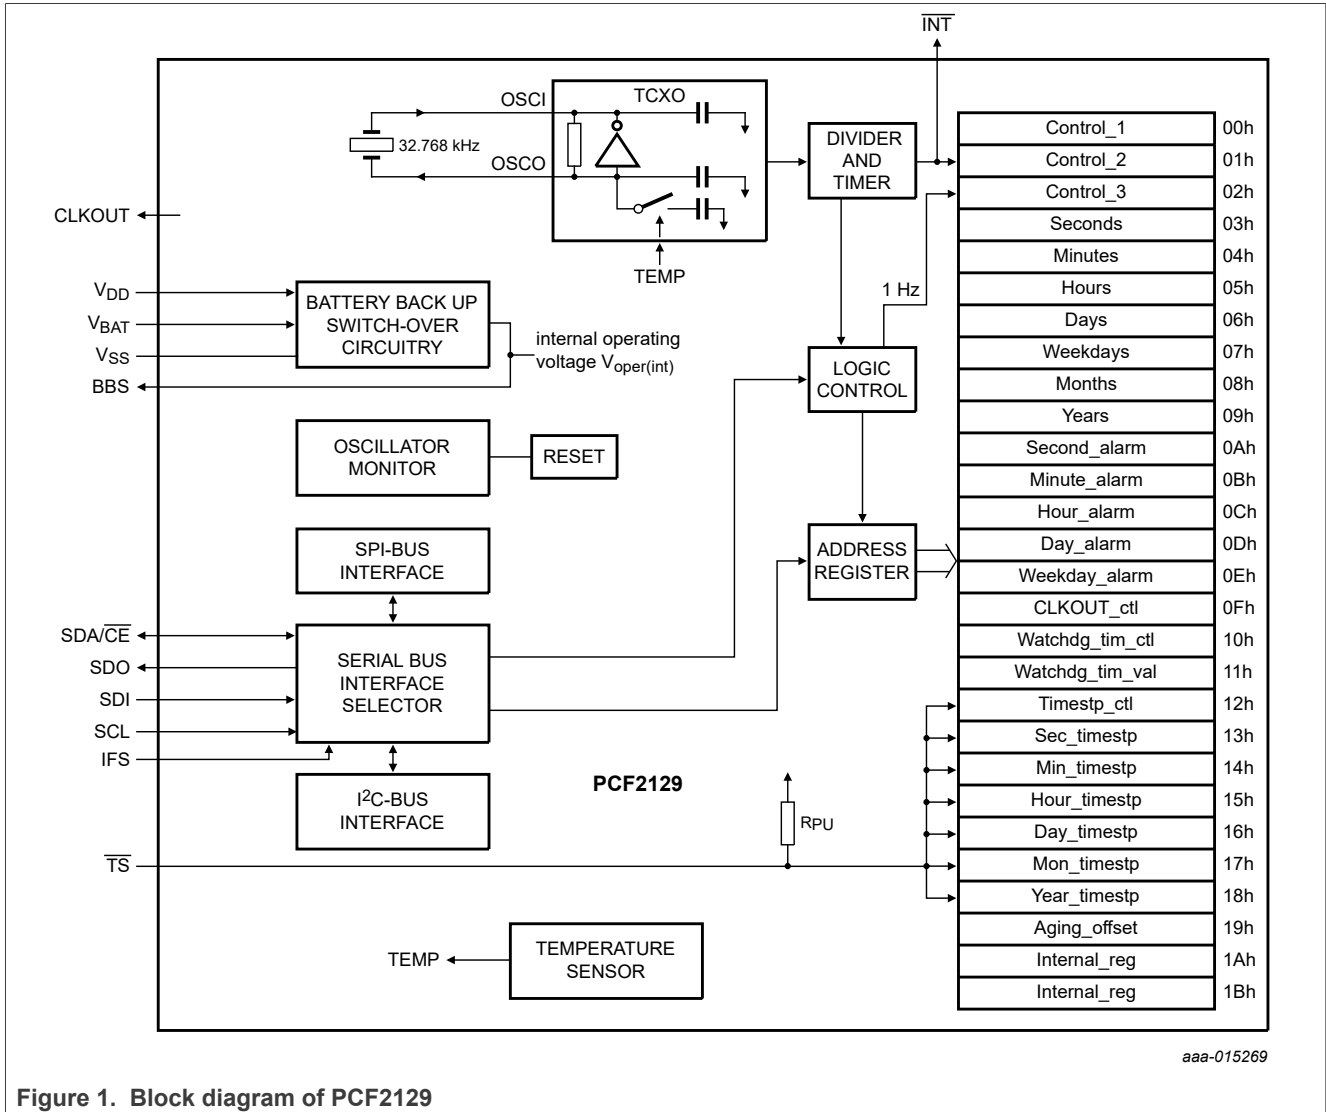 INT
OSCI
TCXO
32.768 kHz
OSCO
TEMP
DIVIDER
AND
TIMER
CLKOUT
VDD
VBAT
VSS
BBS
BATTERY BACK UP
SWITCH-OVER
CIRCUITRY
internal operating
voltage Voper(int)
1 Hz
LOGIC
CONTROL
OSCILLATOR
MONITOR
RESET
SPI-BUS
INTERFACE
ADDRESS
REGISTER
SDA/CE
SDO
SDI
SCL
IFS
SERIAL BUS
INTERFACE
SELECTOR
I2C-BUS
INTERFACE
PCF2129
RPU
TS
TEMP
TEMPERATURE
SENSOR
Control_1 00h
Control_2 01h
Control_3 02h
Seconds 03h
Minutes 04h
Hours 05h
Days 06h
Weekdays 07h
Months 08h
Years 09h
Second_alarm 0Ah
Minute_alarm 0Bh
Hour_alarm 0Ch
Day_alarm 0Dh
Weekday_alarm 0Eh
CLKOUT_ctl 0Fh
Watchdg_tim_ctl 10h
Watchdg_tim_val 11h
Timestp_ctl 12h
Sec_timestp 13h
Min_timestp 14h
Hour_timestp 15h
Day_timestp 16h
Mon_timestp 17h
Year_timestp 18h
Aging_offset 19h
Internal_reg 1Ah
Internal_reg 1Bh
aaa-015269
Figure 1. Block diagram of PCF2129